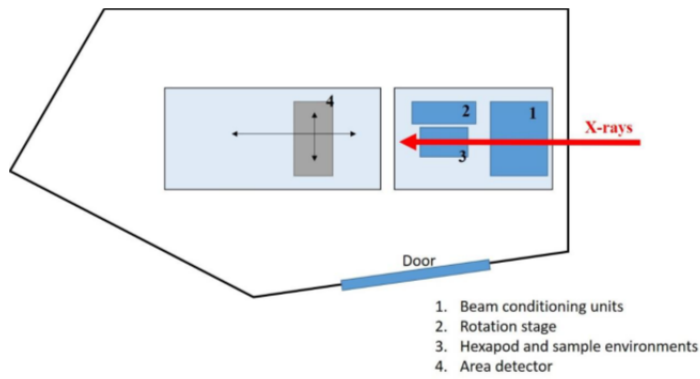 4
2
1
X-rays
3
Door
1. Beam conditioning units
2. Rotation stage
3. Hexapod and sample environments
4. Area detector